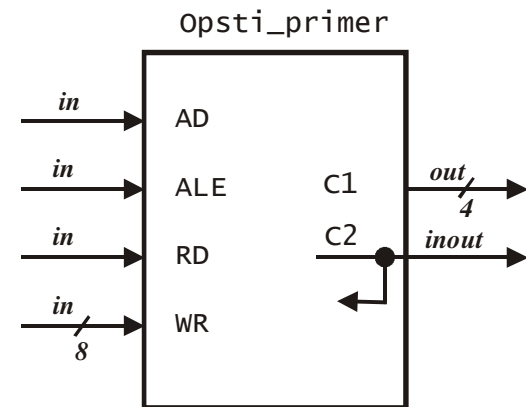 Opsti_primer
in AD
in ALE
C1 out 4
in RD
C2 inout
in 8 WR